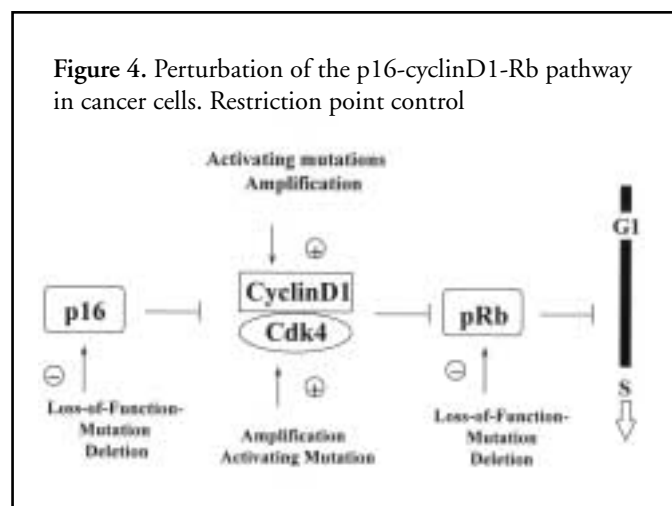 Figure 4. Perturbation of the p16-cyclinD1-Rb pathway
in cancer cells. Restriction point control
Activating mutations
Amplification
+
G1
CyclinD1
p16
pRb
Cdk4
−
+
−
S
Loss-of-Function-
Mutation
Deletion
Amplification
Activating Mutation
Loss-of-Function-
Mutation
Deletion